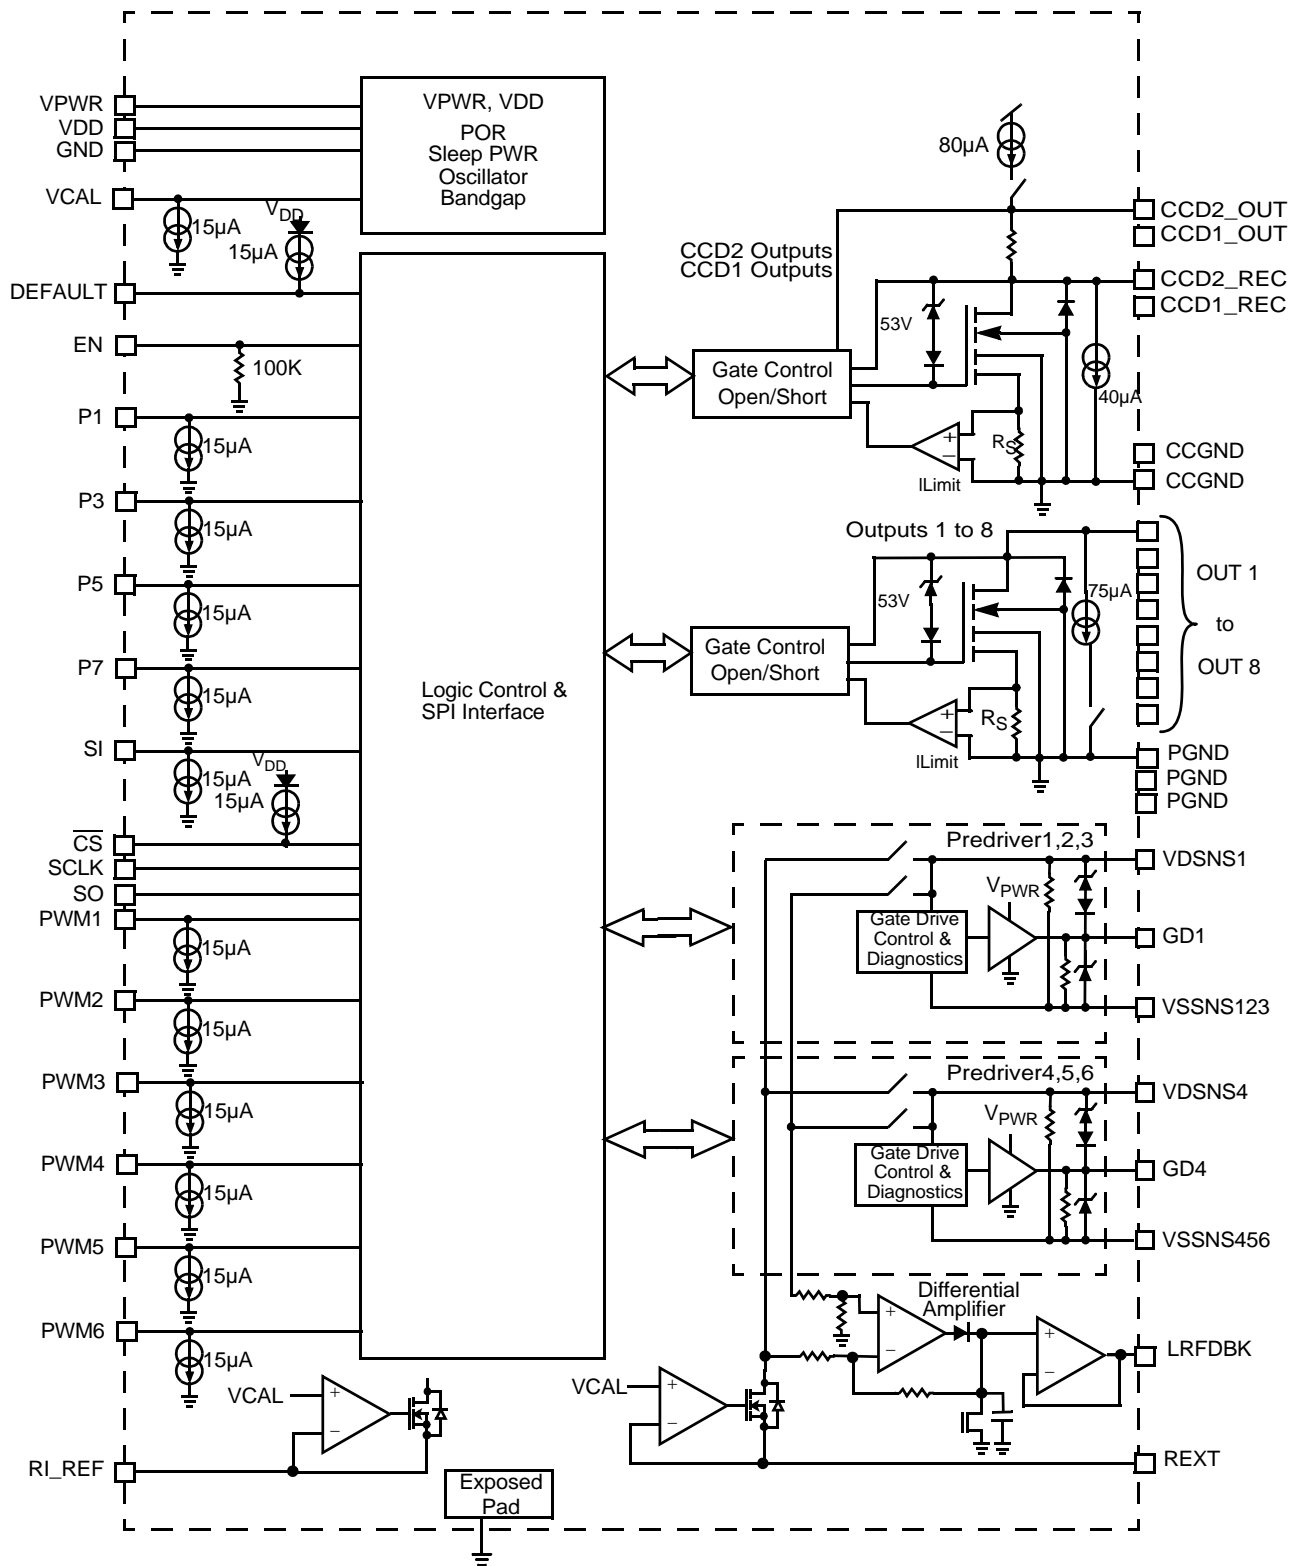 VPWR
VDD
GND
VCAL
DEFAULT
EN
P1
P3
P5
P7
SI
CS
SCLK
SO
PWM1
PWM2
PWM3
PWM4
PWM5
PWM6
RI_REF
VPWR, VDD
POR
Sleep PWR
Oscillator
Bandgap
15µA
VDD
15µA
100K
15µA
15µA
15µA
15µA
15µA
VDD
15µA
15µA
15µA
15µA
15µA
15µA
15µA
VCAL
+
–
Logic Control &
SPI Interface
Exposed
Pad
80µA
CCD2 Outputs
CCD1 Outputs
53V
Gate Control
Open/Short
+
–
RS
ILimit
40µA
CCD2_OUT
CCD1_OUT
CCD2_REC
CCD1_REC
CCGND
CCGND
Outputs 1 to 8
53V
75µA
Gate Control
Open/Short
+
–
RS
ILimit
OUT 1
to
OUT 8
PGND
PGND
PGND
Predriver1,2,3
VPWR
Gate Drive
Control &
Diagnostics
VDSNS1
GD1
VSSNS123
Predriver4,5,6
VPWR
Gate Drive
Control &
Diagnostics
VDSNS4
GD4
VSSNS456
Differential
Amplifier
+
–
+
–
LRFDBK
VCAL
+
–
REXT